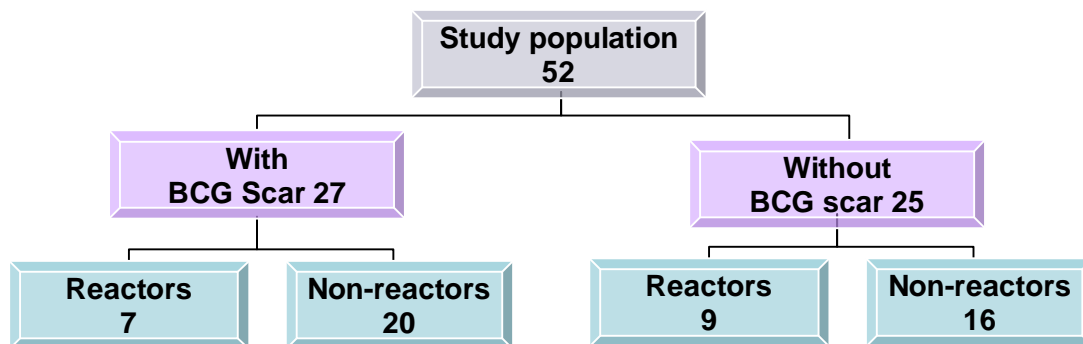 Study population
52
With
BCG Scar 27
Without
BCG scar 25
Reactors
7
Non-reactors
20
Reactors
9
Non-reactors
16